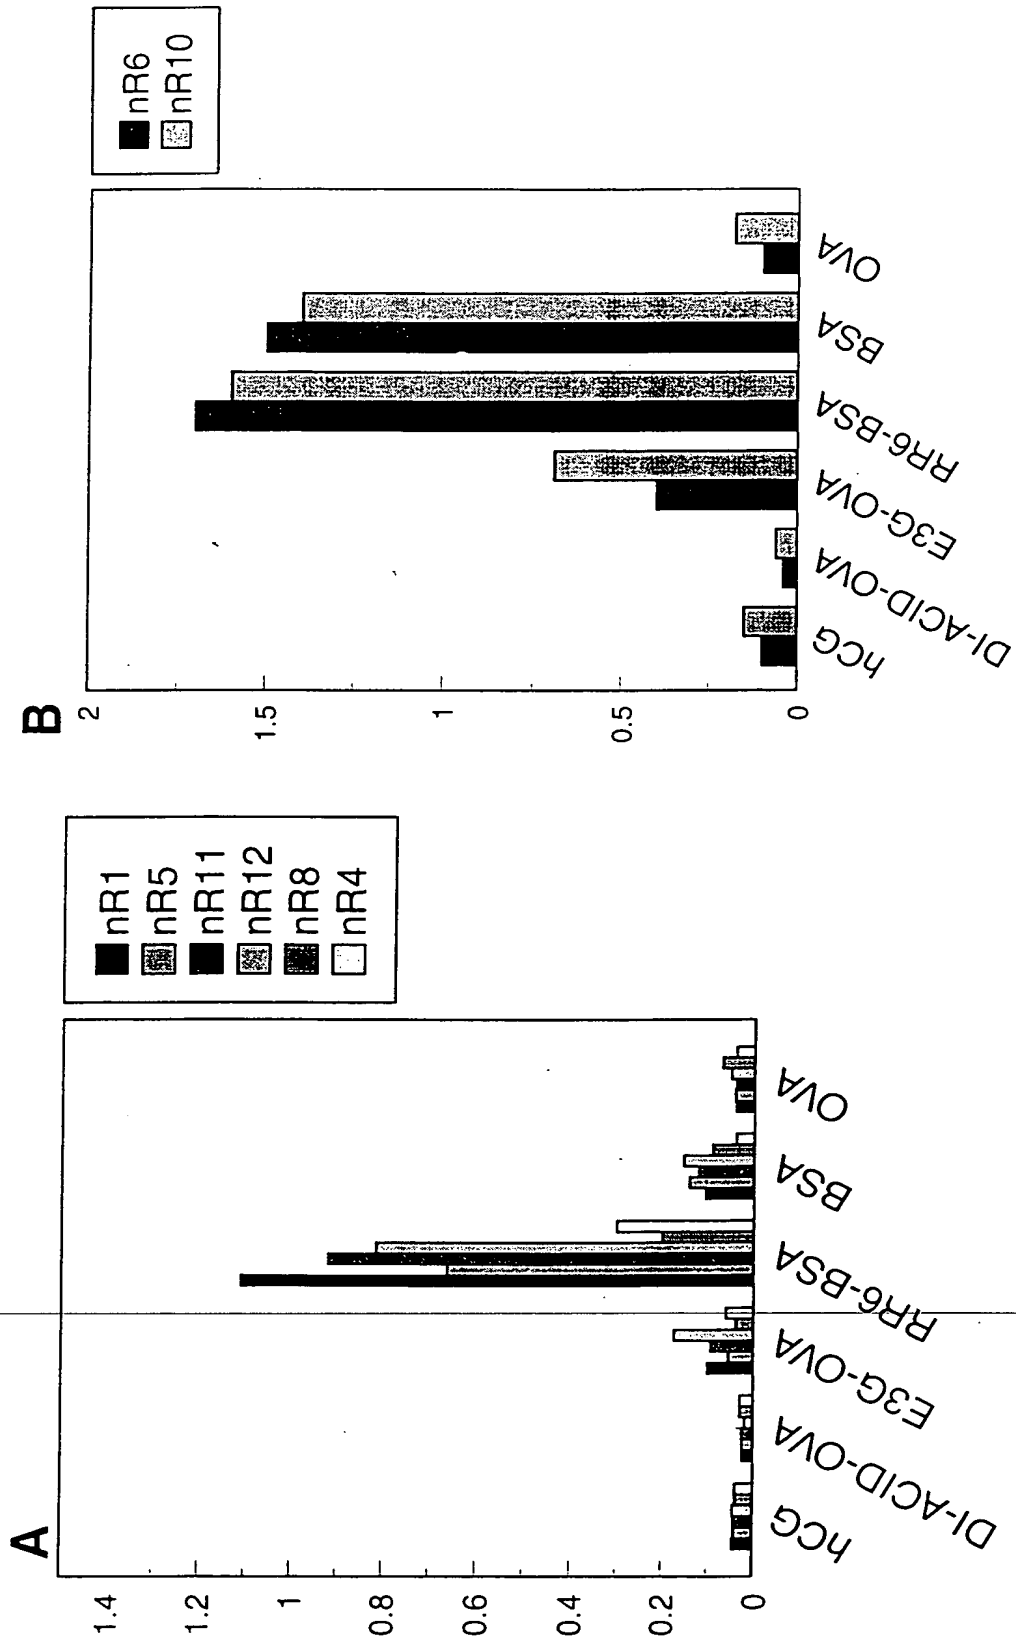 A
1.4
1.2
1
0.8
0.6
0.4
0.2
0
hCG
DI-ACID-OVA
E3G-OVA
RR6-BSA
BSA
OVA
nR1
nR5
nR11
nR12
nR8
nR4
B
2
1.5
1
0.5
0
hCG
DI-ACID-OVA
E3G-OVA
RR6-BSA
BSA
OVA
nR6
nR10